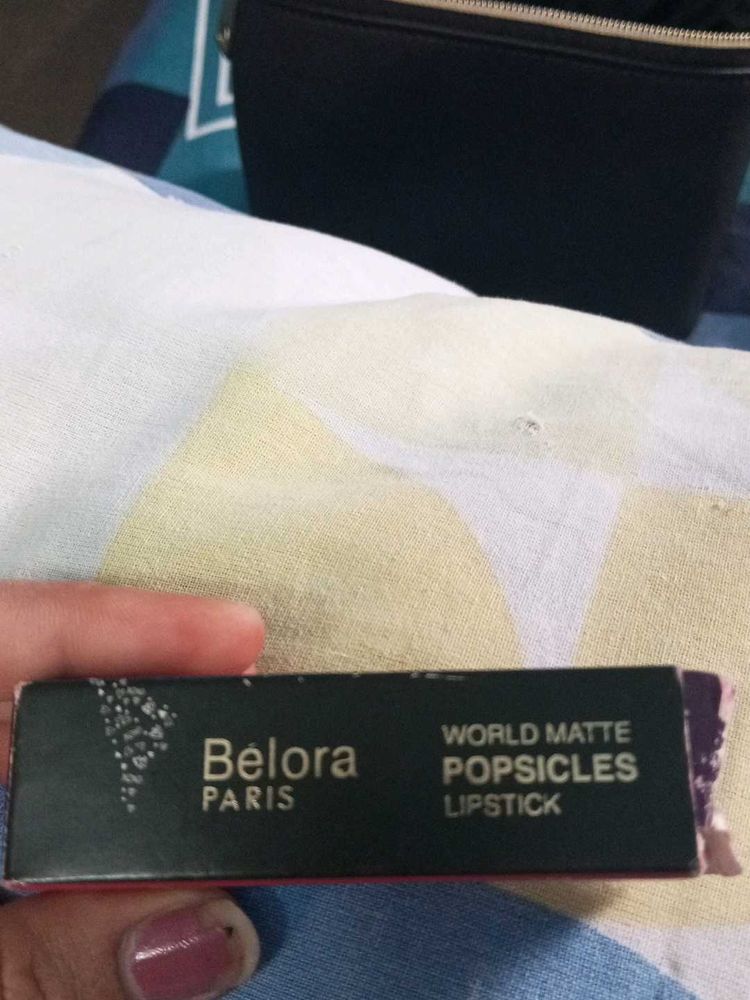 Bélora
PARIS
WORLD MATTE
POPSICLES
LIPSTICK